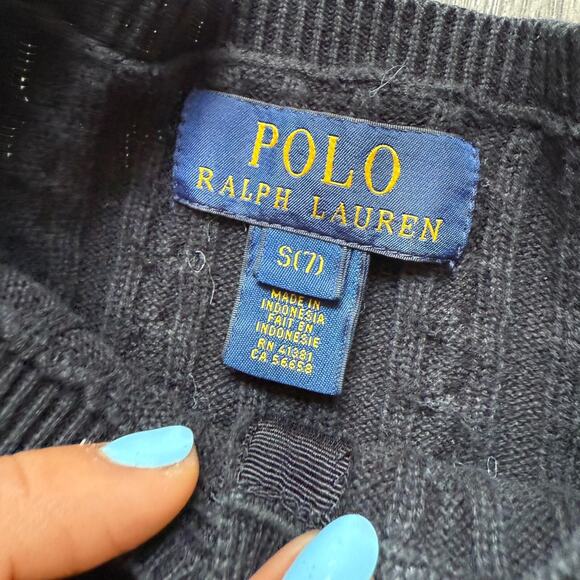 POLO
RALPH LAUREN
S(7)
MADE IN
INDONESIA
FAIT EN
INDONESIE
RN 41381
CA 56658